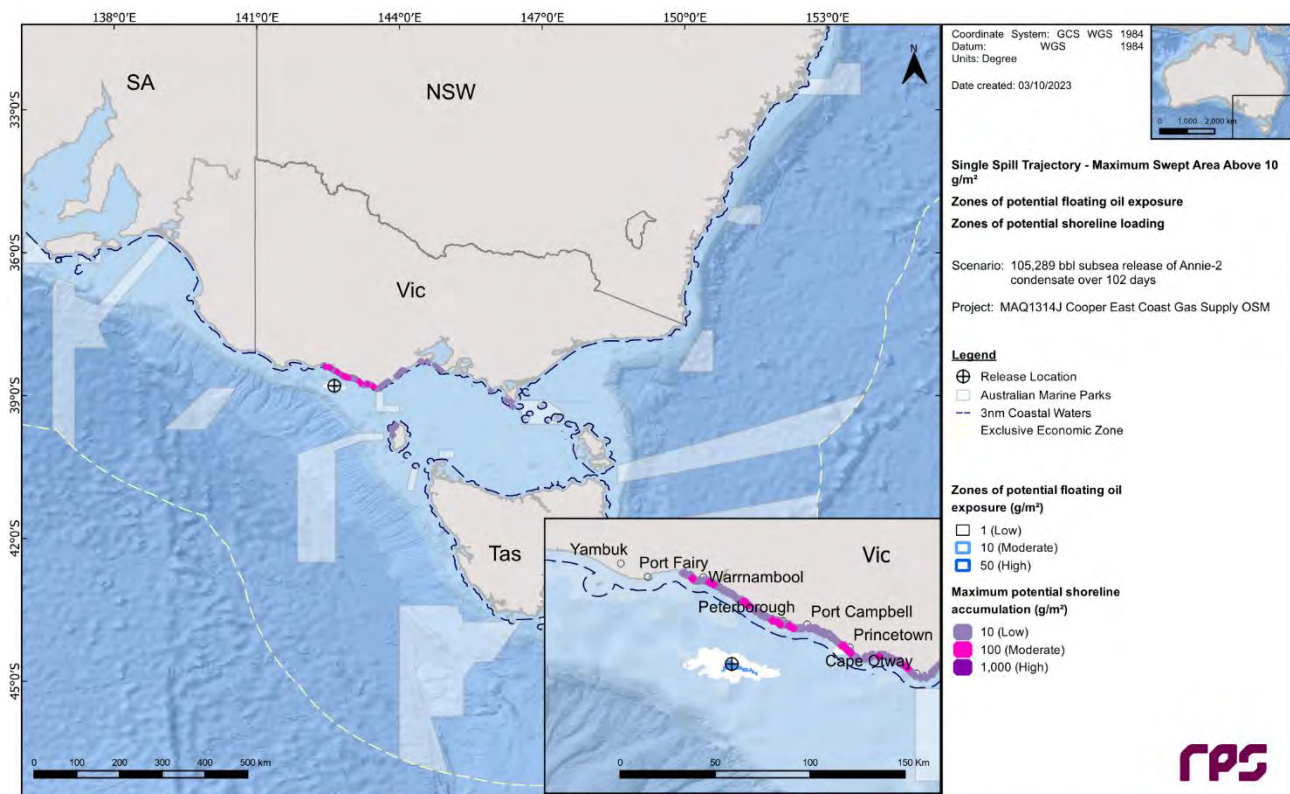 138°0'E 141°0'E 144°0'E 147°0'E 150°0'E 153°0'E
33°0'S
36°0'S
39°0'S
42°0'S
45°0'S
SA
NSW
Vic
Tas
N
0 100 200 300 400 500 km
Yambuk
Port Fairy
Warrnambool
Vic
Peterborough
Port Campbell
Princetown
Cape Otway
0 50 100 150 Km
Coordinate System: GCS WGS 1984
Datum: WGS 1984
Units: Degree
Date created: 03/10/2023
0 1,000 2,000 km
Single Spill Trajectory - Maximum Swept Area Above 10
g/m²
Zones of potential floating oil exposure
Zones of potential shoreline loading
Scenario: 105,289 bbl subsea release of Annie-2
condensate over 102 days
Project: MAQ1314J Cooper East Coast Gas Supply OSM
Legend
Release Location
Australian Marine Parks
3nm Coastal Waters
Exclusive Economic Zone
Zones of potential floating oil
exposure (g/m²)
1 (Low)
10 (Moderate)
50 (High)
Maximum potential shoreline
accumulation (g/m²)
10 (Low)
100 (Moderate)
1,000 (High)
rps